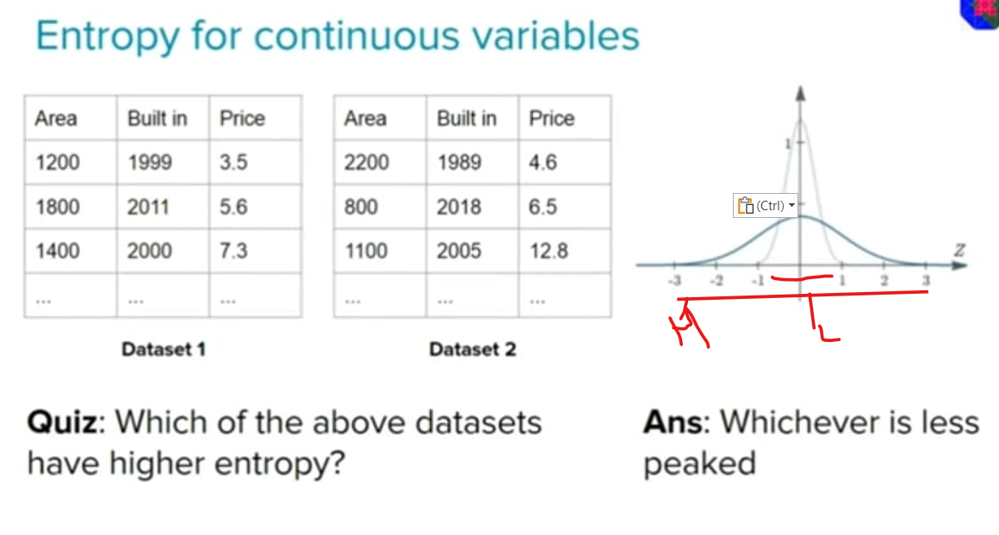 Entropy for continuous variables
Area Built in Price
1200 1999 3.5
1800 2011 5.6
1400 2000 7.3
... ... ...
Dataset 1
Area Built in Price
2200 1989 4.6
800 2018 6.5
1100 2005 12.8
... ... ...
Dataset 2
1
(Ctrl)
Z
-3 -2 -1 1 2 3
H L
Quiz: Which of the above datasets
have higher entropy?
Ans: Whichever is less
peaked